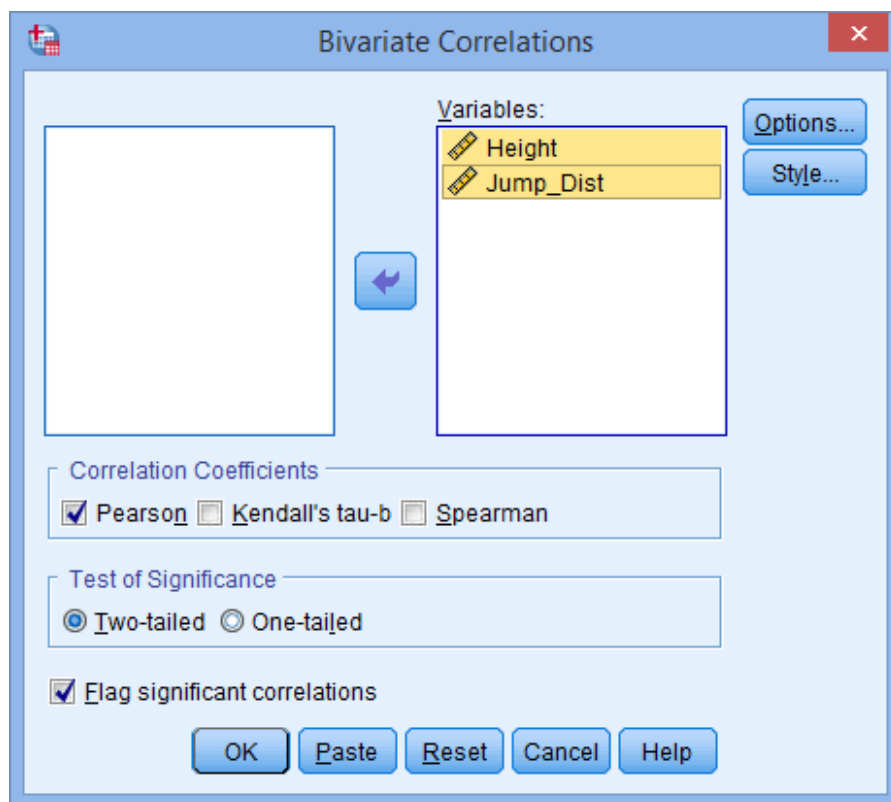 Bivariate Correlations
Variables:
Height
Jump_Dist
Options...
Style...
Correlation Coefficients
Pearson Kendall's tau-b Spearman
Test of Significance
Two-tailed One-tailed
Flag significant correlations
OK Paste Reset Cancel Help